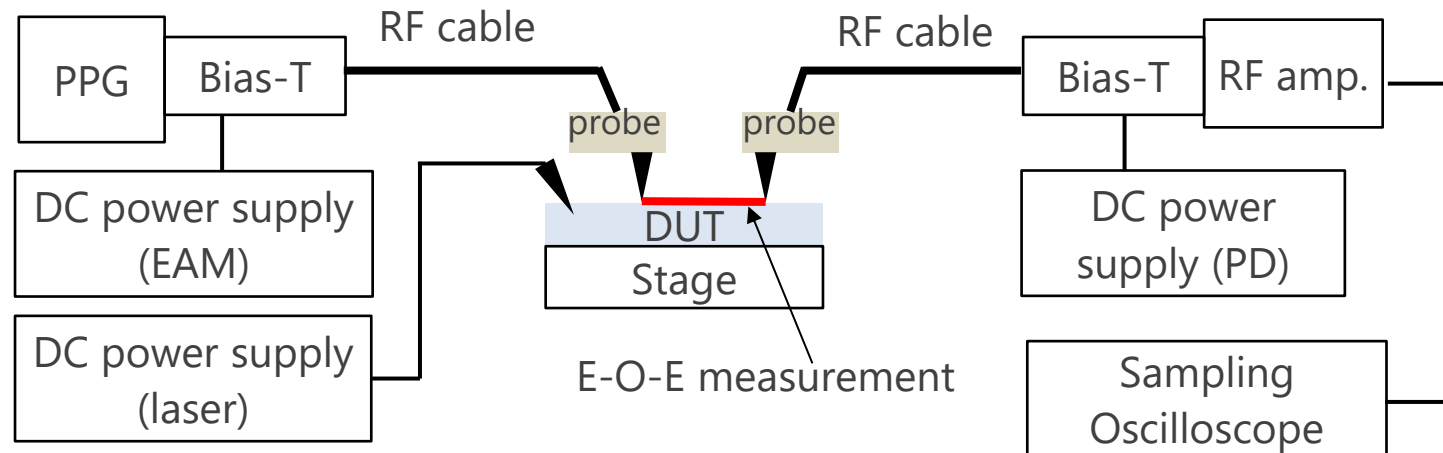 RF cable
RF cable
PPG
Bias-T
Bias-T
RF amp.
probe
probe
DC power supply
(EAM)
DUT
Stage
DC power
supply (PD)
DC power supply
(laser)
E-O-E measurement
Sampling
Oscilloscope